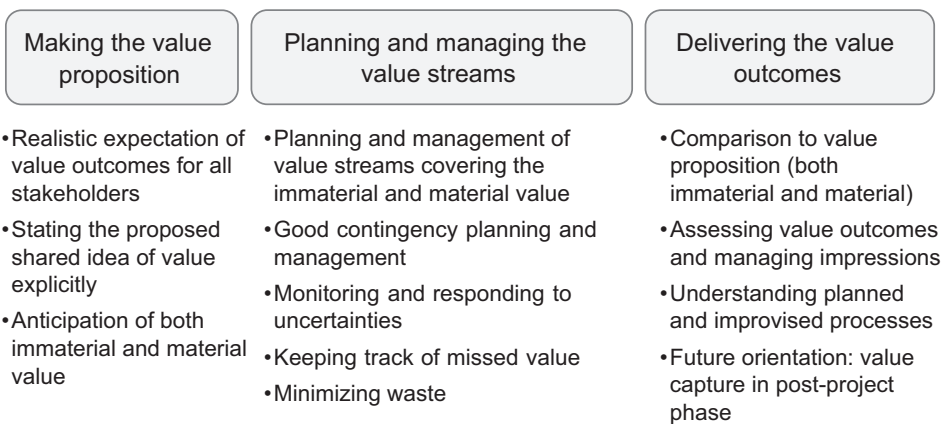 Making the value
proposition
•Realistic expectation of
value outcomes for all
stakeholders
•Stating the proposed
shared idea of value
explicitly
•Anticipation of both
immaterial and material
value
Planning and managing the
value streams
•Planning and management of
value streams covering the
immaterial and material value
•Good contingency planning and
management
•Monitoring and responding to
uncertainties
•Keeping track of missed value
•Minimizing waste
Delivering the value
outcomes
•Comparison to value
proposition (both
immaterial and material)
•Assessing value outcomes
and managing impressions
•Understanding planned
and improvised processes
•Future orientation: value
capture in post-project
phase